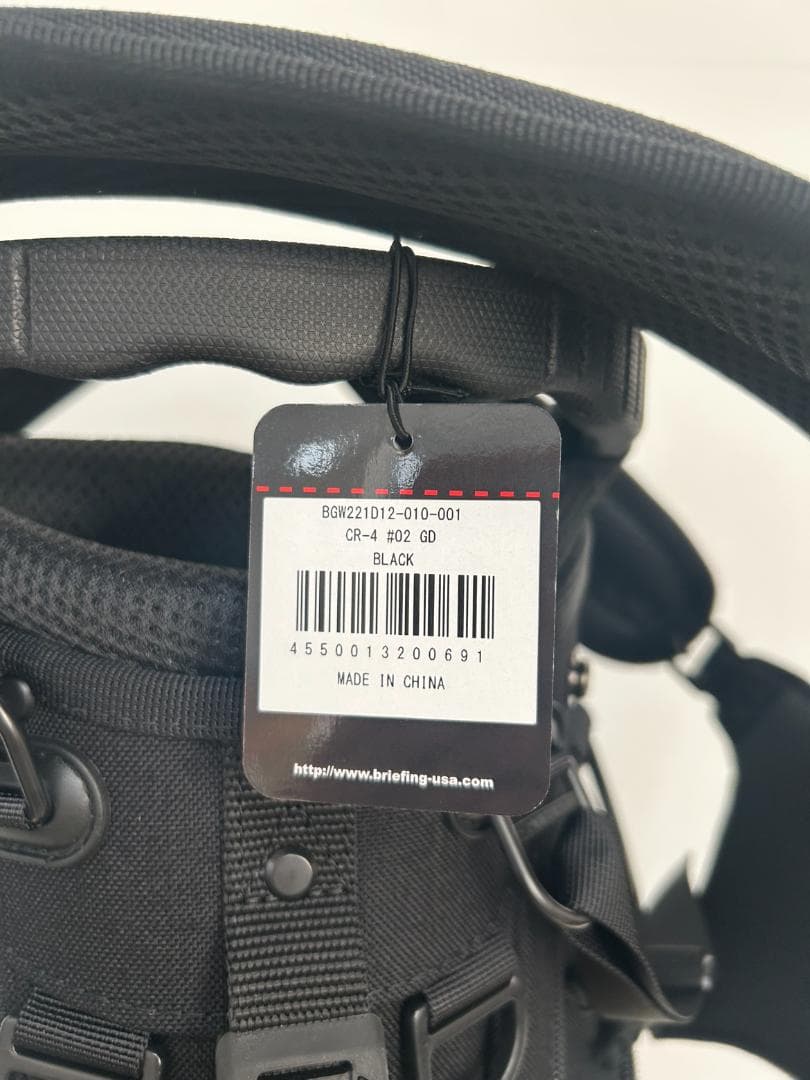 BGW221D12-010-001
CR-4 #02 GD
BLACK
4550013200691
MADE IN CHINA
http://www.briefing-usa.com